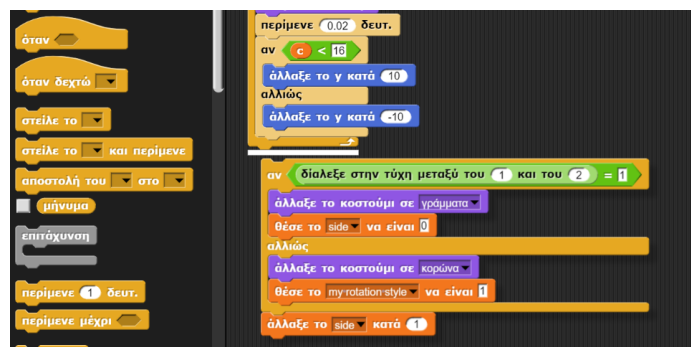 όταν
όταν δεχτώ
στείλε το
στείλε το και περίμενε
αποστολή του στο
μήνυμα
επιτάχυνση
περίμενε 1 δευτ.
περίμενε μέχρι
περίμενε 0.02 δευτ.
αν c < 16
άλλαξε το y κατά 10
αλλιώς
άλλαξε το y κατά -10
αν διάλεξε στην τύχη μεταξύ του 1 και του 2 = 1
άλλαξε το κοστούμι σε γράμματα
θέσε το side να είναι 0
αλλιώς
άλλαξε το κοστούμι σε κορώνα
θέσε το my rotation style να είναι 1
άλλαξε το side κατά 1